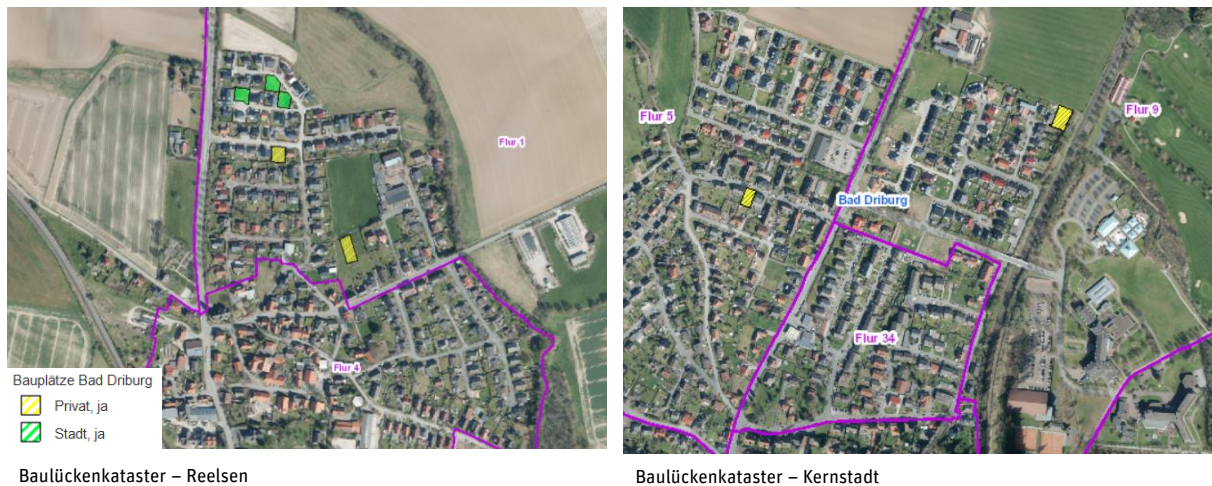 Flur 1
Flur 4
Bauplätze Bad Driburg
Privat, ja
Stadt, ja
Baulückenkataster – Reelsen
Flur 5
Flur 9
Bad Driburg
Flur 34
Baulückenkataster – Kernstadt